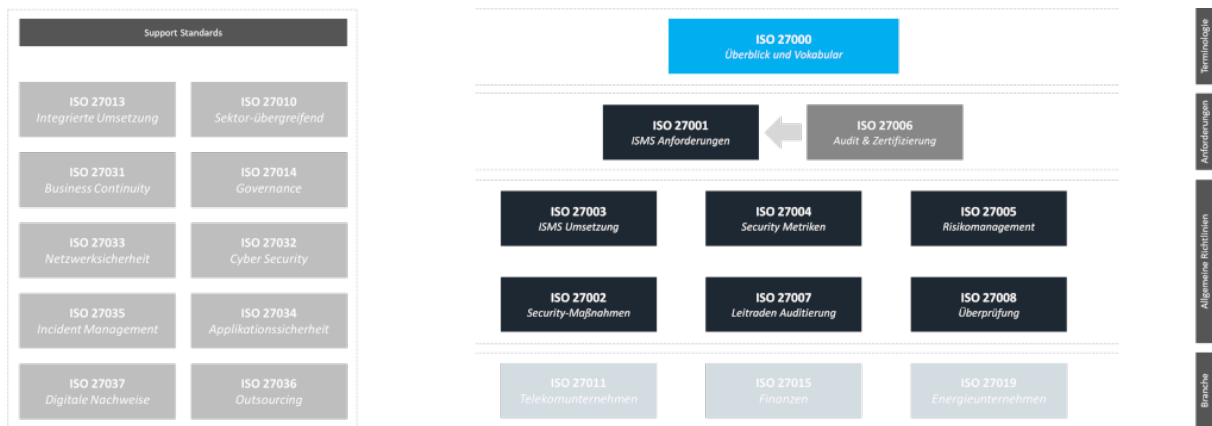 Support Standards
ISO 27013
Integrierte Umsetzung
ISO 27010
Sektor-übergreifend
ISO 27031
Business Continuity
ISO 27014
Governance
ISO 27033
Netzwerksicherheit
ISO 27032
Cyber Security
ISO 27035
Incident Management
ISO 27034
Applikationssicherheit
ISO 27037
Digitale Nachweise
ISO 27036
Outsourcing
ISO 27000
Überblick und Vokabular
ISO 27001
ISMS Anforderungen
ISO 27006
Audit & Zertifizierung
ISO 27003
ISMS Umsetzung
ISO 27004
Security Metriken
ISO 27005
Risikomanagement
ISO 27002
Security-Maßnahmen
ISO 27007
Leitraden Auditierung
ISO 27008
Überprüfung
ISO 27011
Telekomunternehmen
ISO 27015
Finanzen
ISO 27019
Energieunternehmen
Terminologie
Anforderungen
Allgemeine Richtlinien
Branche